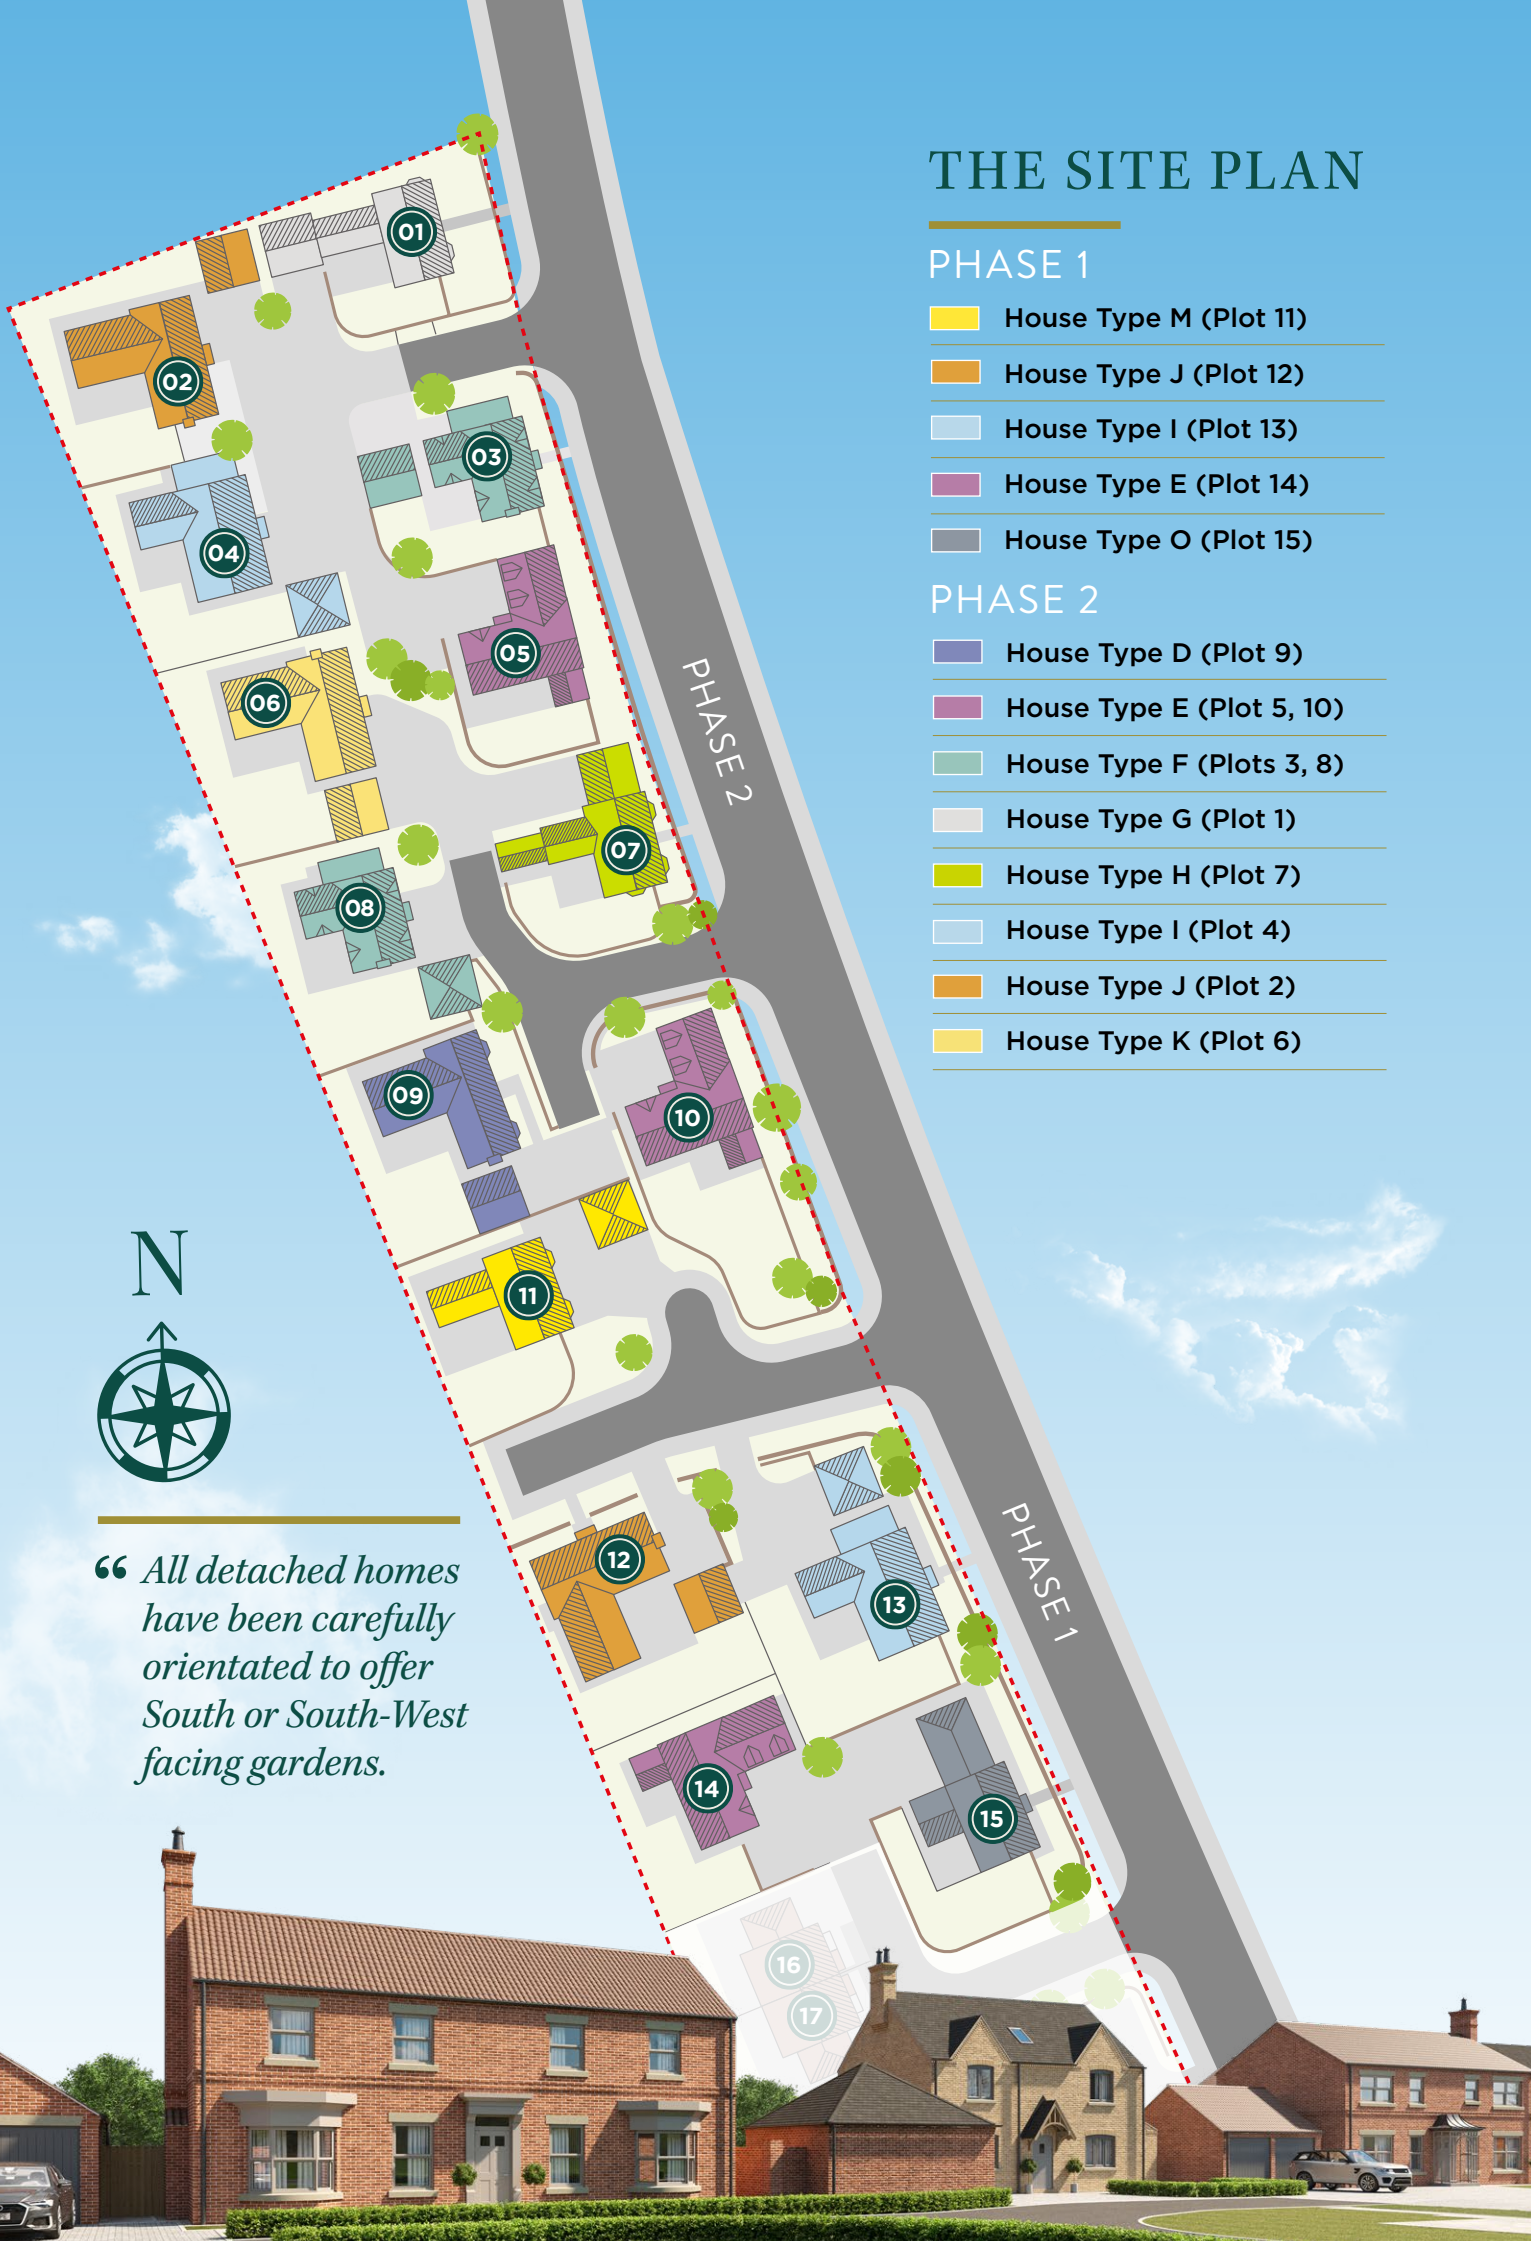 THE SITE PLAN
PHASE 1
House Type M (Plot 11)
House Type J (Plot 12)
House Type I (Plot 13)
House Type E (Plot 14)
House Type O (Plot 15)
PHASE 2
House Type D (Plot 9)
House Type E (Plot 5, 10)
House Type F (Plots 3, 8)
House Type G (Plot 1)
House Type H (Plot 7)
House Type I (Plot 4)
House Type J (Plot 2)
House Type K (Plot 6)
01
02
03
04
05
06
PHASE 2
07
08
09
10
11
N
12
13
PHASE 1
14
15
16
17
“ All detached homes
have been carefully
orientated to offer
South or South-West
facing gardens.